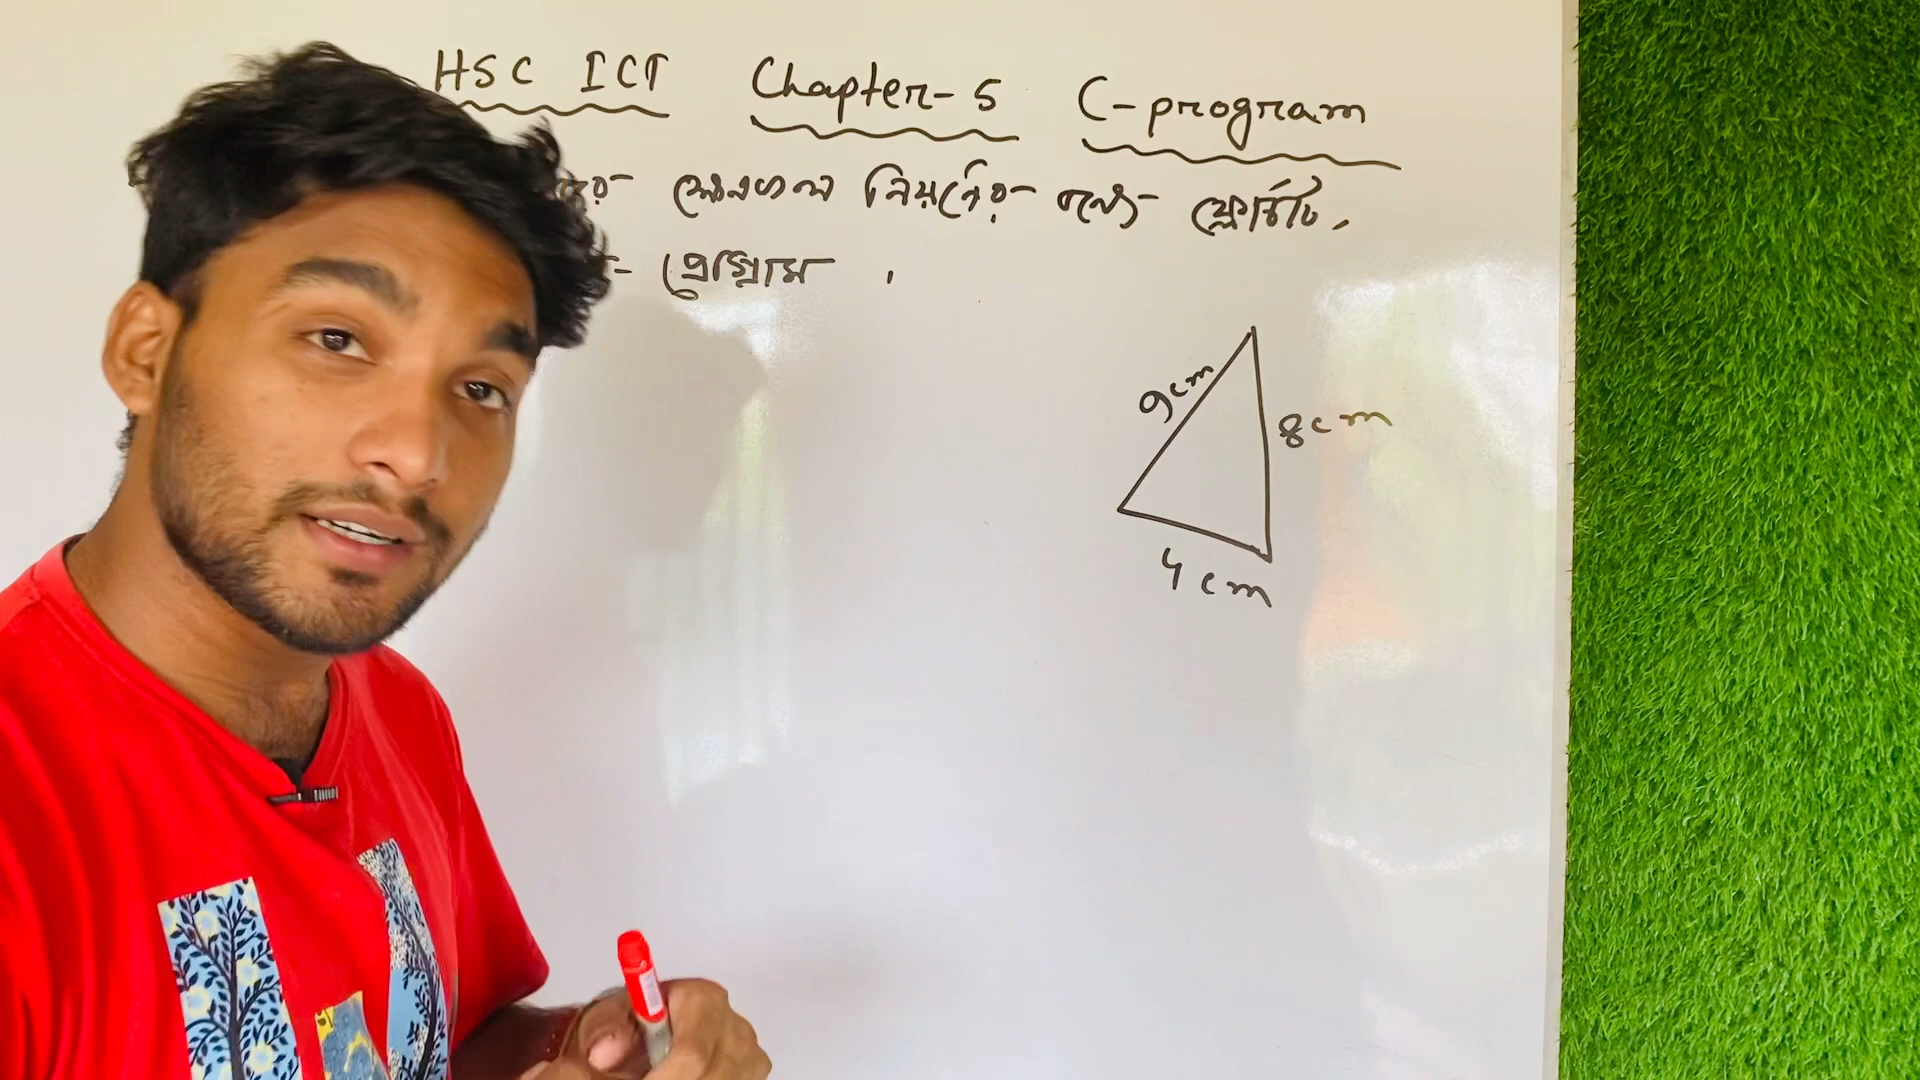 HSC ICT Chapter-5 C-program
ক্ষেত্রফল নির্ণয়ের জন্যে ফ্লোচার্ট,
প্রোগ্রাম ,
9cm
8cm
4cm